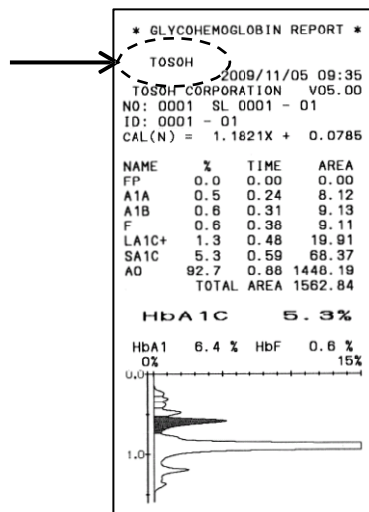 * GLYCOHEMOGLOBIN REPORT *
TOSOH
2009/11/05 09:35
TOSOH CORPORATION V05.00
NO: 0001 SL 0001 - 01
ID: 0001 - 01
CAL(N) = 1.1821X + 0.0785
NAME % TIME AREA
FP 0.0 0.00 0.00
A1A 0.5 0.24 8.12
A1B 0.6 0.31 9.13
F 0.6 0.38 9.11
LA1C+ 1.3 0.48 19.91
SA1C 5.3 0.59 68.37
A0 92.7 0.88 1448.19
TOTAL AREA 1562.84
HbA1C 5.3%
HbA1 6.4 % HbF 0.6 %
0% 15%
0.0
1.0